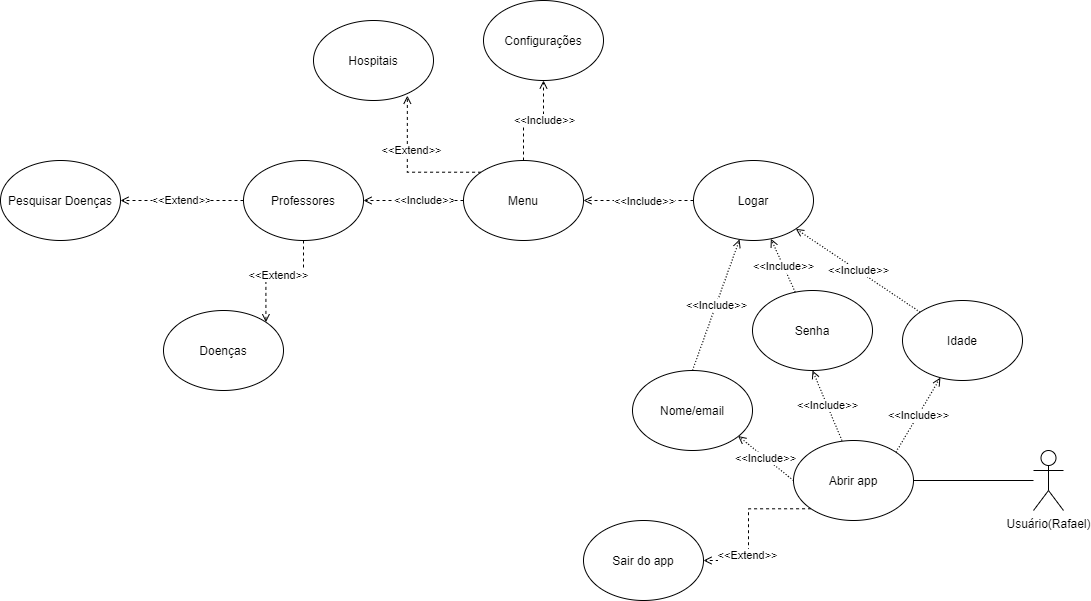 Configurações
Hospitais
<<Include>>
<<Extend>>
Pesquisar Doenças
<<Extend>>
Professores
<<Include>>
Menu
<<Include>>
Logar
<<Extend>>
<<Include>>
<<Include>>
<<Include>>
Doenças
Senha
Idade
Nome/email
<<Include>>
<<Include>>
<<Include>>
Abrir app
Usuário(Rafael)
Sair do app
<<Extend>>